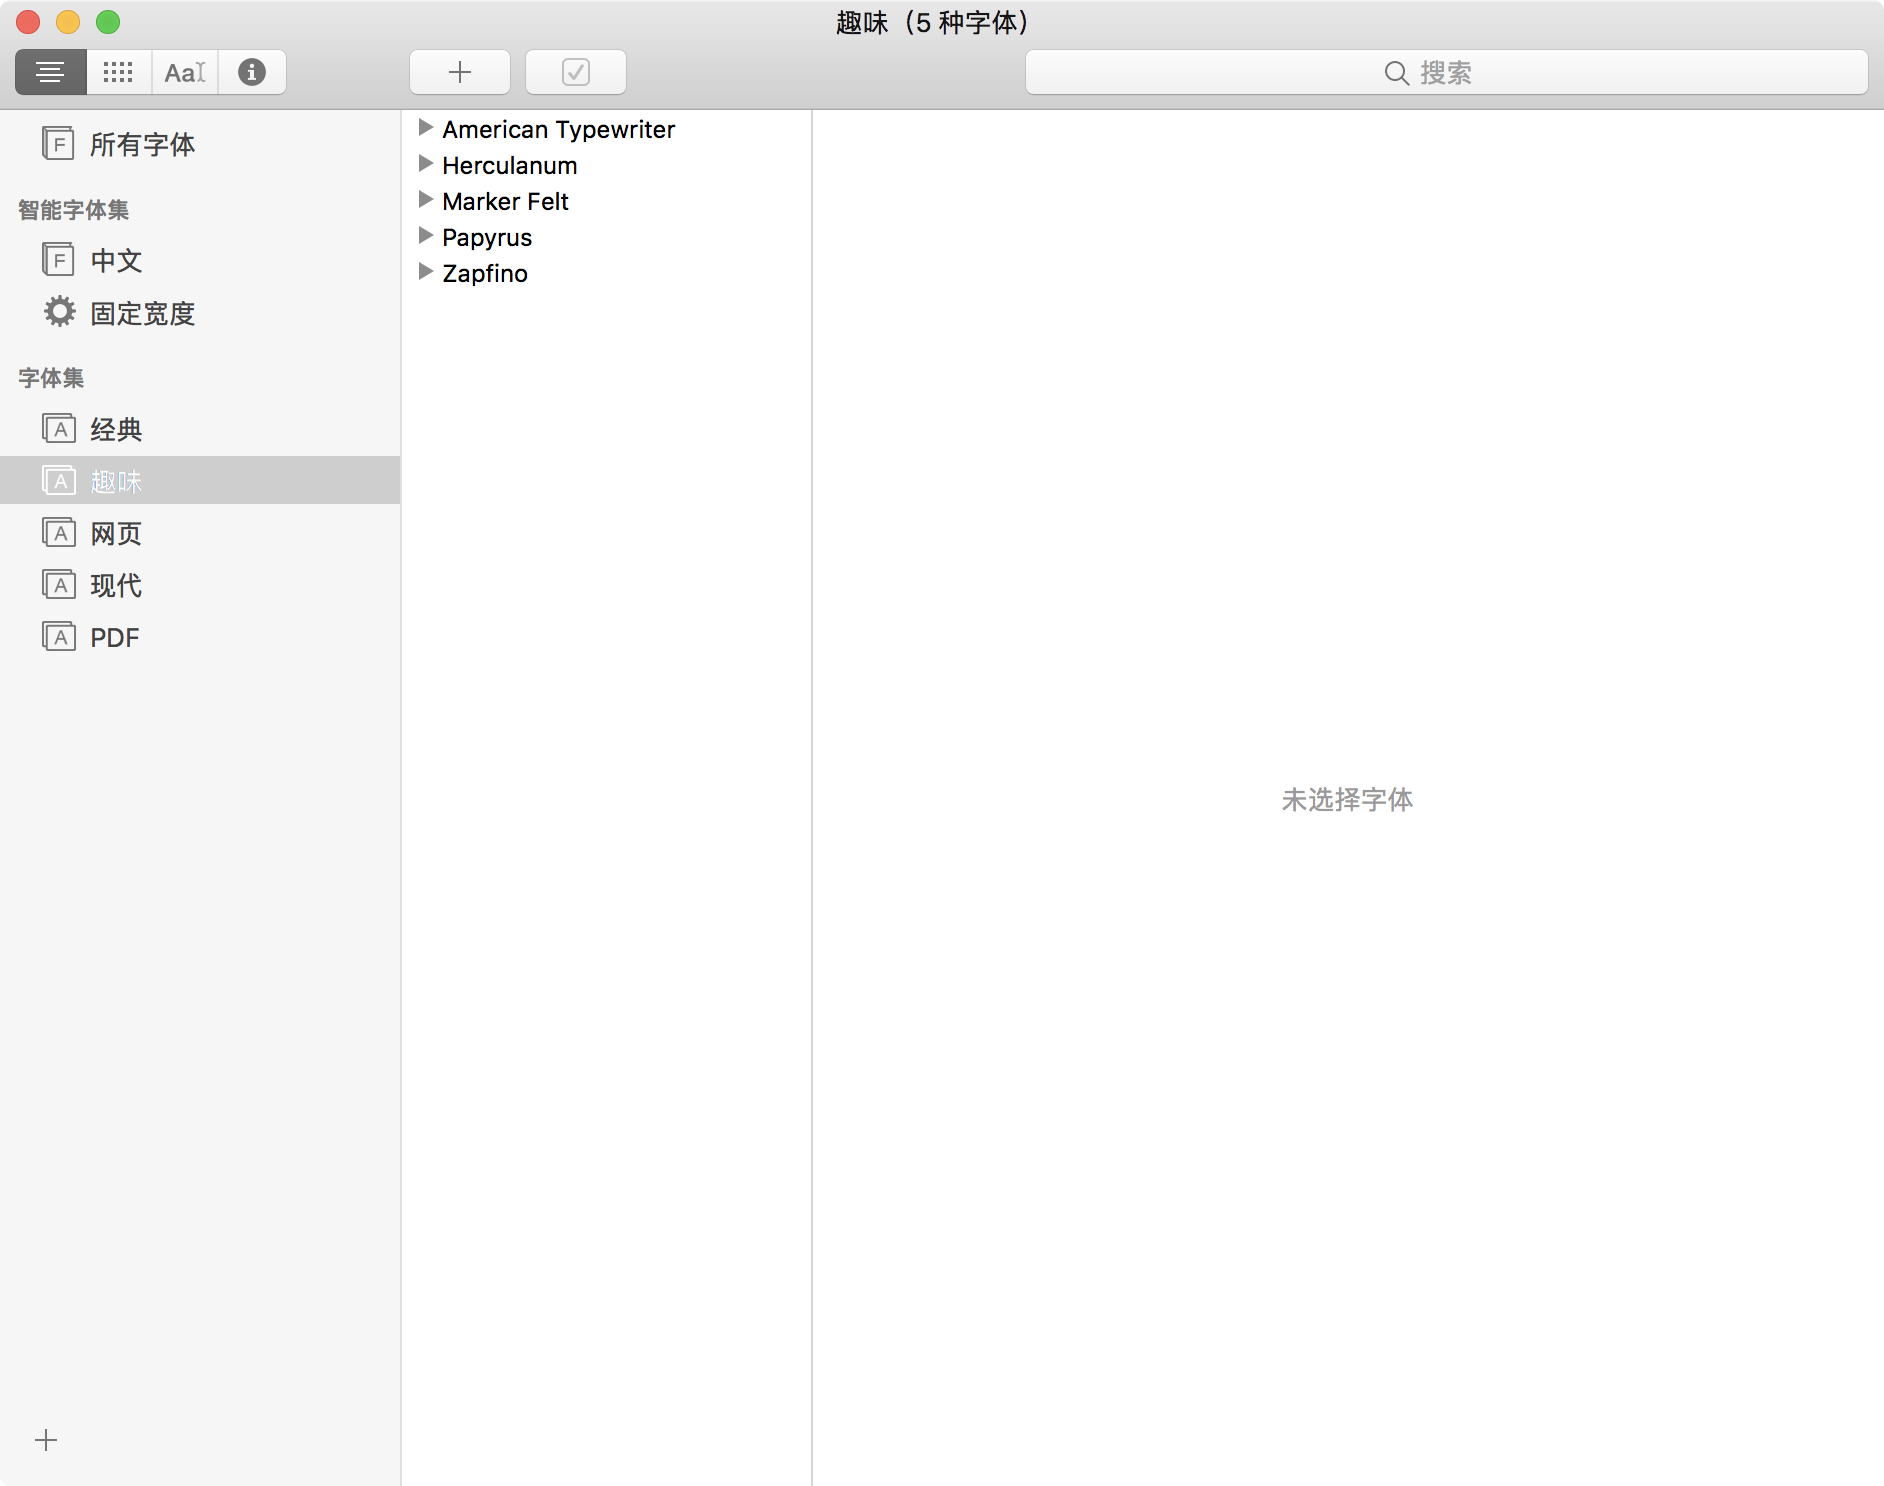 趣味（5 种字体）
Aa
搜索
所有字体
智能字体集
中文
固定宽度
字体集
经典
趣味
网页
现代
PDF
American Typewriter
Herculanum
Marker Felt
Papyrus
Zapfino
未选择字体